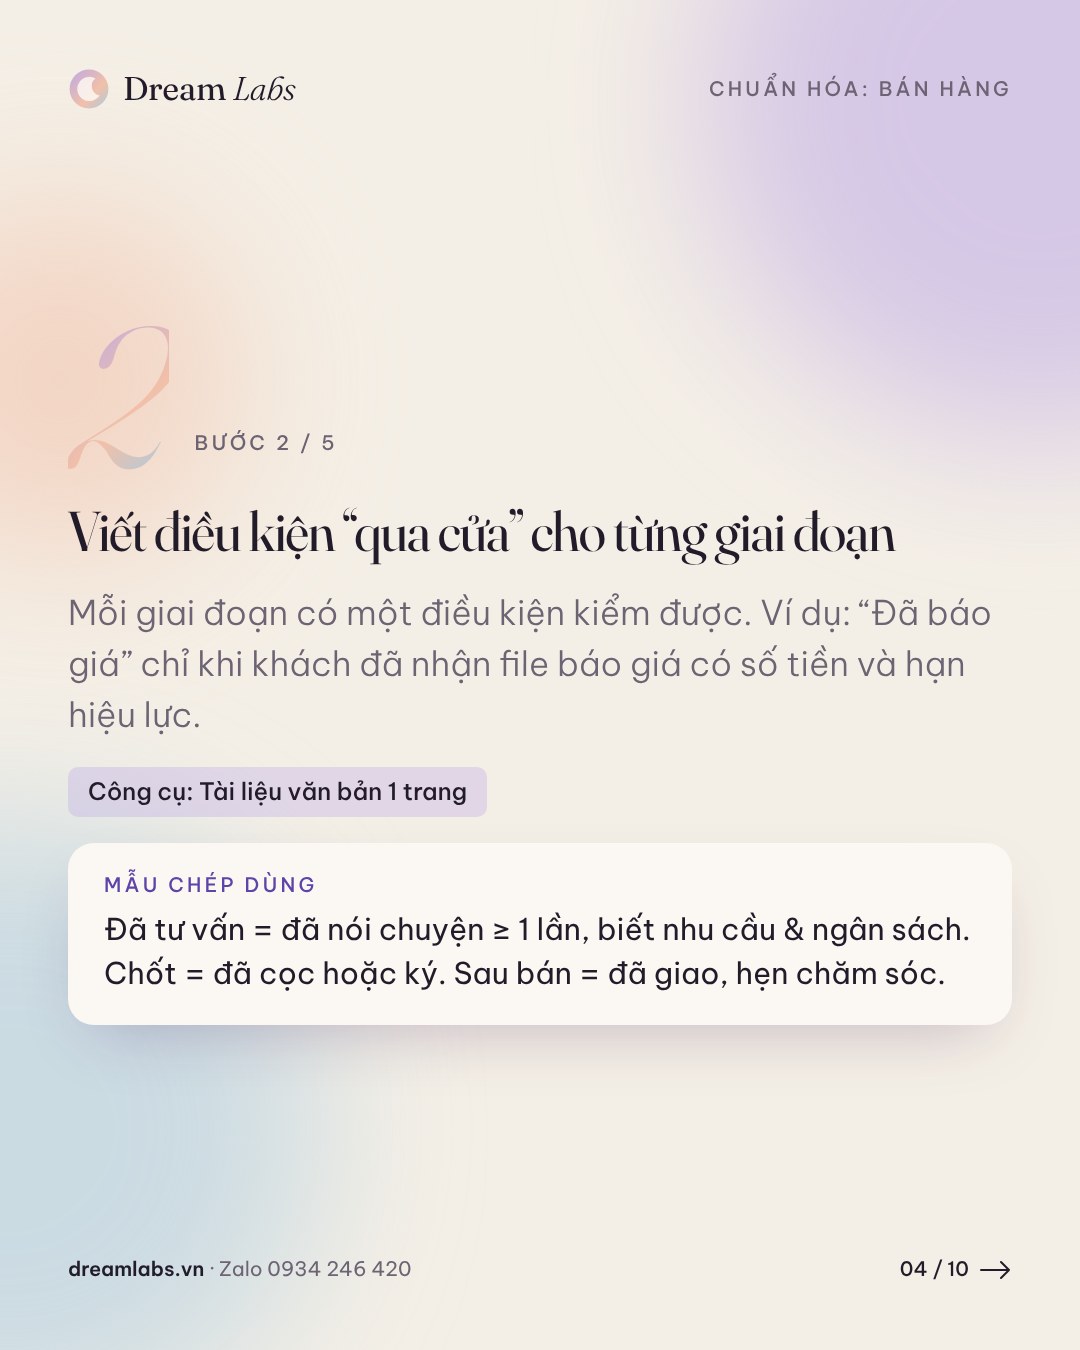 Dream Labs
CHUẨN HÓA: BÁN HÀNG
2
BƯỚC 2 / 5
Viết điều kiện “qua cửa” cho từng giai đoạn
Mỗi giai đoạn có một điều kiện kiểm được. Ví dụ: “Đã báo
giá” chỉ khi khách đã nhận file báo giá có số tiền và hạn
hiệu lực.
Công cụ: Tài liệu văn bản 1 trang
MẪU CHÉP DÙNG
Đã tư vấn = đã nói chuyện ≥ 1 lần, biết nhu cầu & ngân sách.
Chốt = đã cọc hoặc ký. Sau bán = đã giao, hẹn chăm sóc.
dreamlabs.vn · Zalo 0934 246 420
04 / 10 →